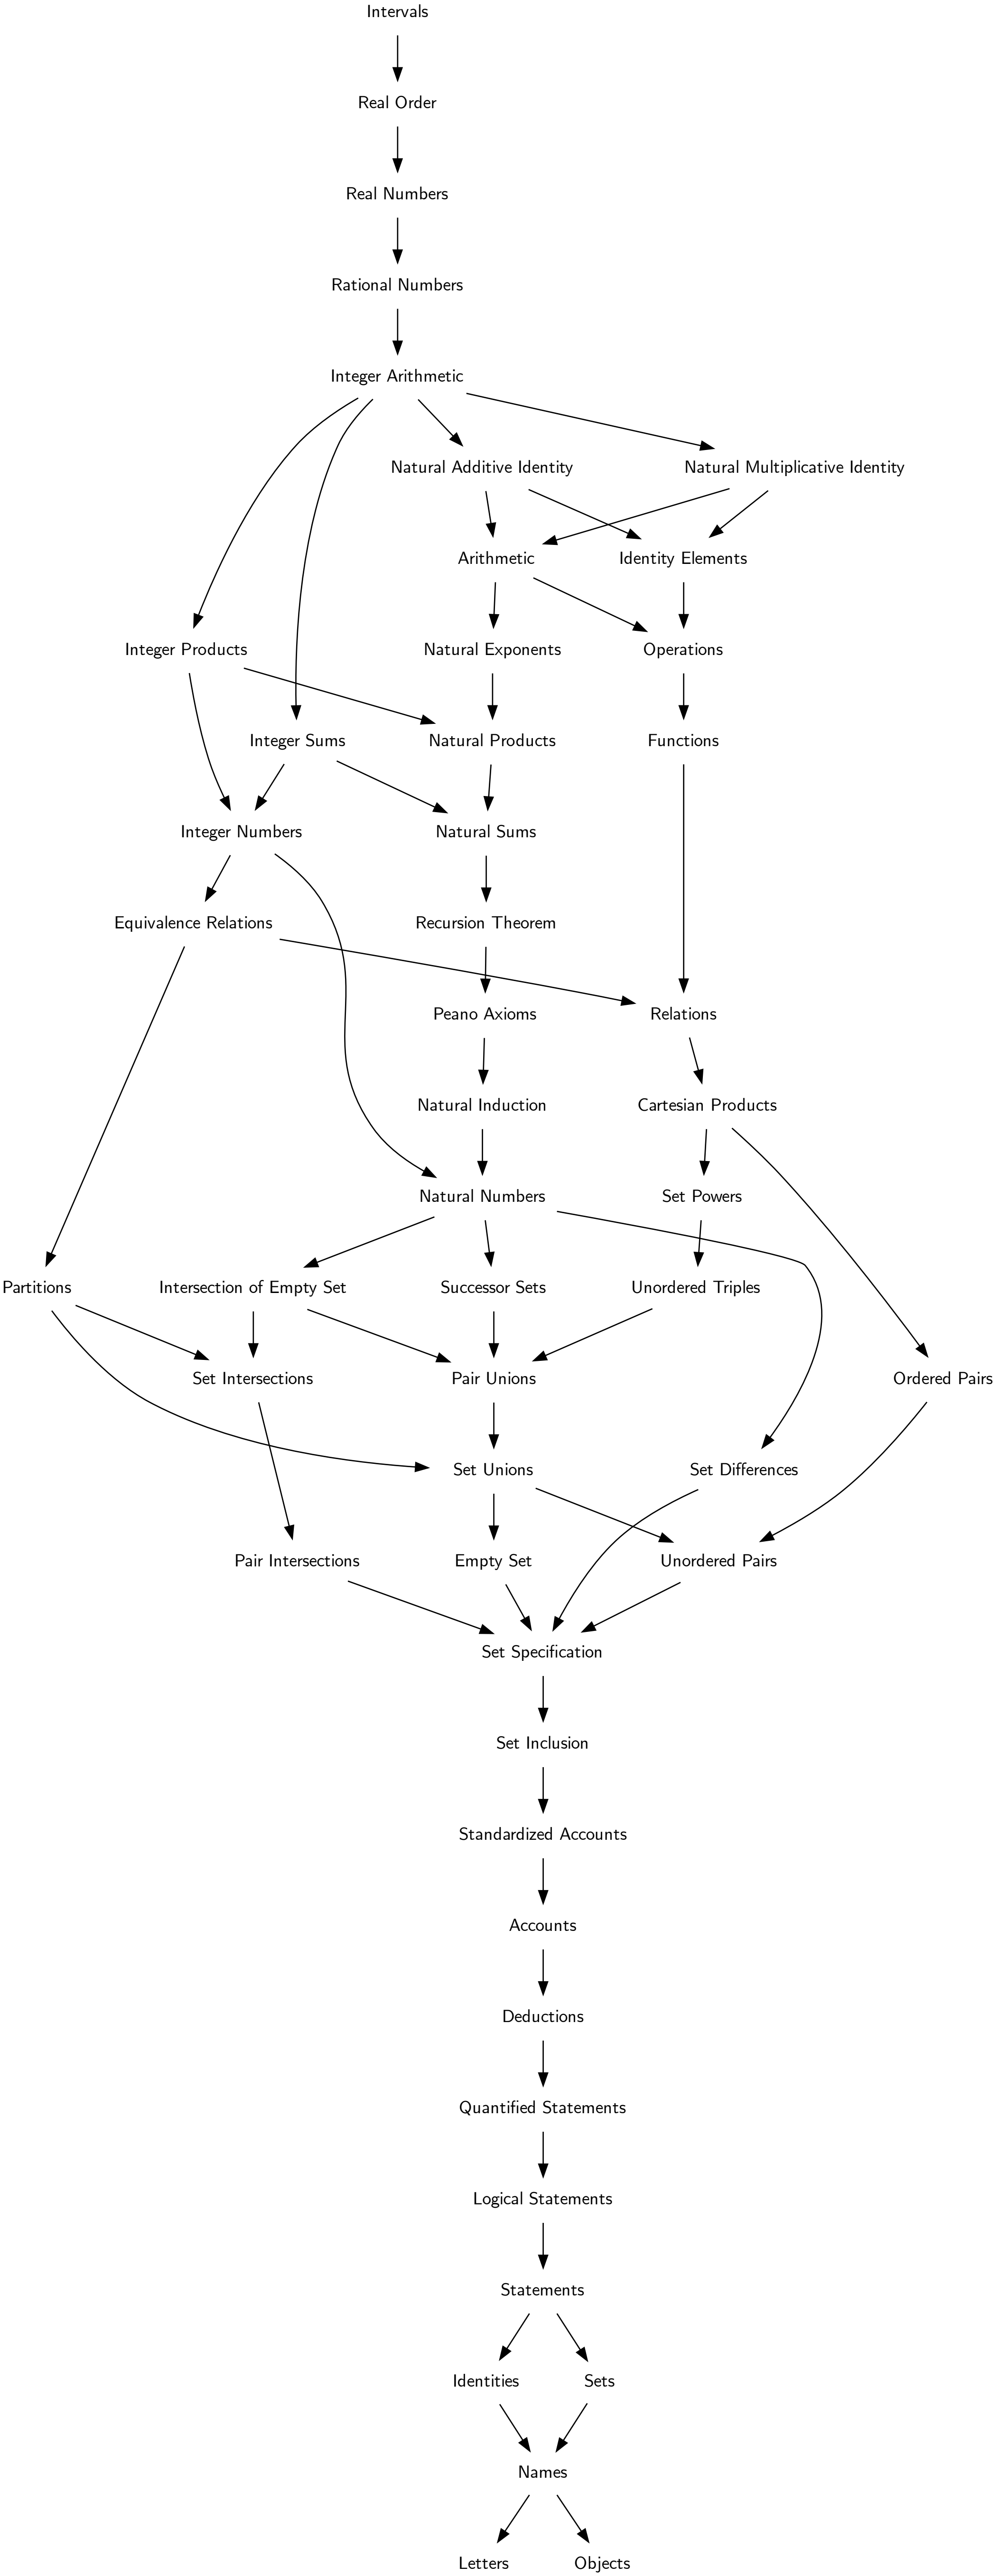 Intervals
Real Order
Real Numbers
Rational Numbers
Integer Arithmetic
Natural Additive Identity
Natural Multiplicative Identity
Arithmetic
Identity Elements
Integer Products
Natural Exponents
Operations
Integer Sums
Natural Products
Functions
Integer Numbers
Natural Sums
Equivalence Relations
Recursion Theorem
Peano Axioms
Relations
Natural Induction
Cartesian Products
Natural Numbers
Set Powers
Partitions
Intersection of Empty Set
Successor Sets
Unordered Triples
Set Intersections
Pair Unions
Ordered Pairs
Set Unions
Set Differences
Pair Intersections
Empty Set
Unordered Pairs
Set Specification
Set Inclusion
Standardized Accounts
Accounts
Deductions
Quantified Statements
Logical Statements
Statements
Identities
Sets
Names
Letters
Objects